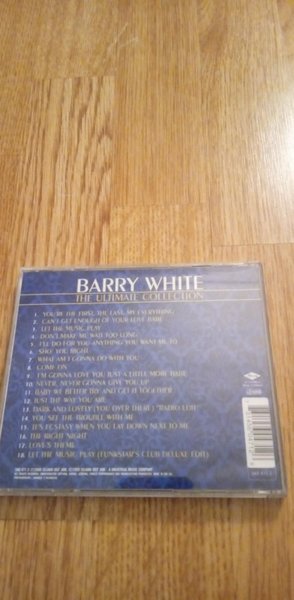 BARRY WHITE
THE ULTIMATE COLLECTION
1. YOU'RE THE FIRST, THE LAST, MY EVERYTHING
2. CAN'T GET ENOUGH OF YOUR LOVE BABE
3. LET THE MUSIC PLAY
4. DON'T MAKE ME WAIT TOO LONG
5. I'LL DO FOR YOU ANYTHING YOU WANT ME TO
6. SHO' YOU RIGHT
7. WHAT AM I GONNA DO WITH YOU
8. COME ON
9. I'M GONNA LOVE YOU JUST A LITTLE MORE BABE
10. NEVER, NEVER GONNA GIVE YOU UP
11. BABY WE BETTER TRY AND GET IT TOGETHER
12. JUST THE WAY YOU ARE
13. DARK AND LOVELY (YOU OVER THERE) *RADIO EDIT
14. YOU SEE THE TROUBLE WITH ME
15. IT'S ECSTASY WHEN YOU LAY DOWN NEXT TO ME
16. THE RIGHT NIGHT
17. LOVE'S THEME
18. LET THE MUSIC PLAY (FUNKSTAR'S CLUB DELUXE EDIT)